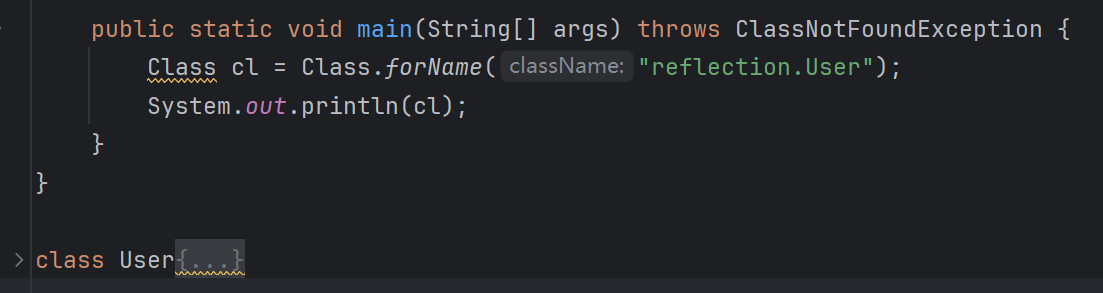 public static void main(String[] args) throws ClassNotFoundException {
Class cl = Class.forName( className: "reflection.User");
System.out.println(cl);
}
}
class User{...}